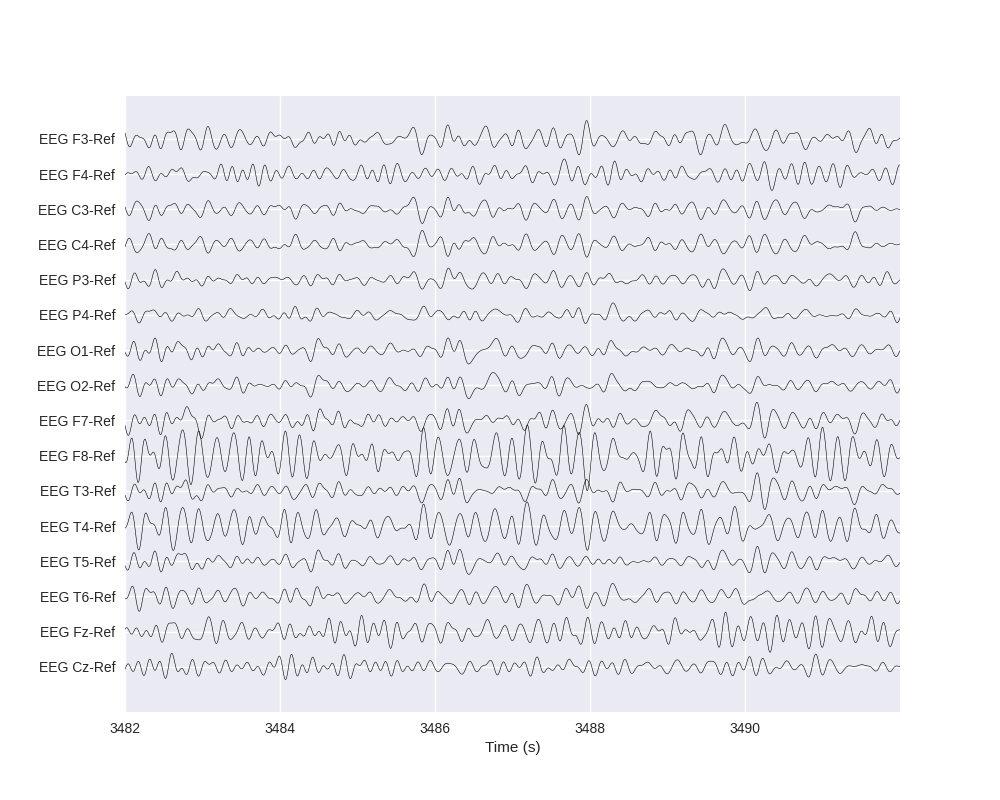 EEG F3-Ref
EEG F4-Ref
EEG C3-Ref
EEG C4-Ref
EEG P3-Ref
EEG P4-Ref
EEG O1-Ref
EEG O2-Ref
EEG F7-Ref
EEG F8-Ref
EEG T3-Ref
EEG T4-Ref
EEG T5-Ref
EEG T6-Ref
EEG Fz-Ref
EEG Cz-Ref
3482 3484 3486 3488 3490
Time (s)